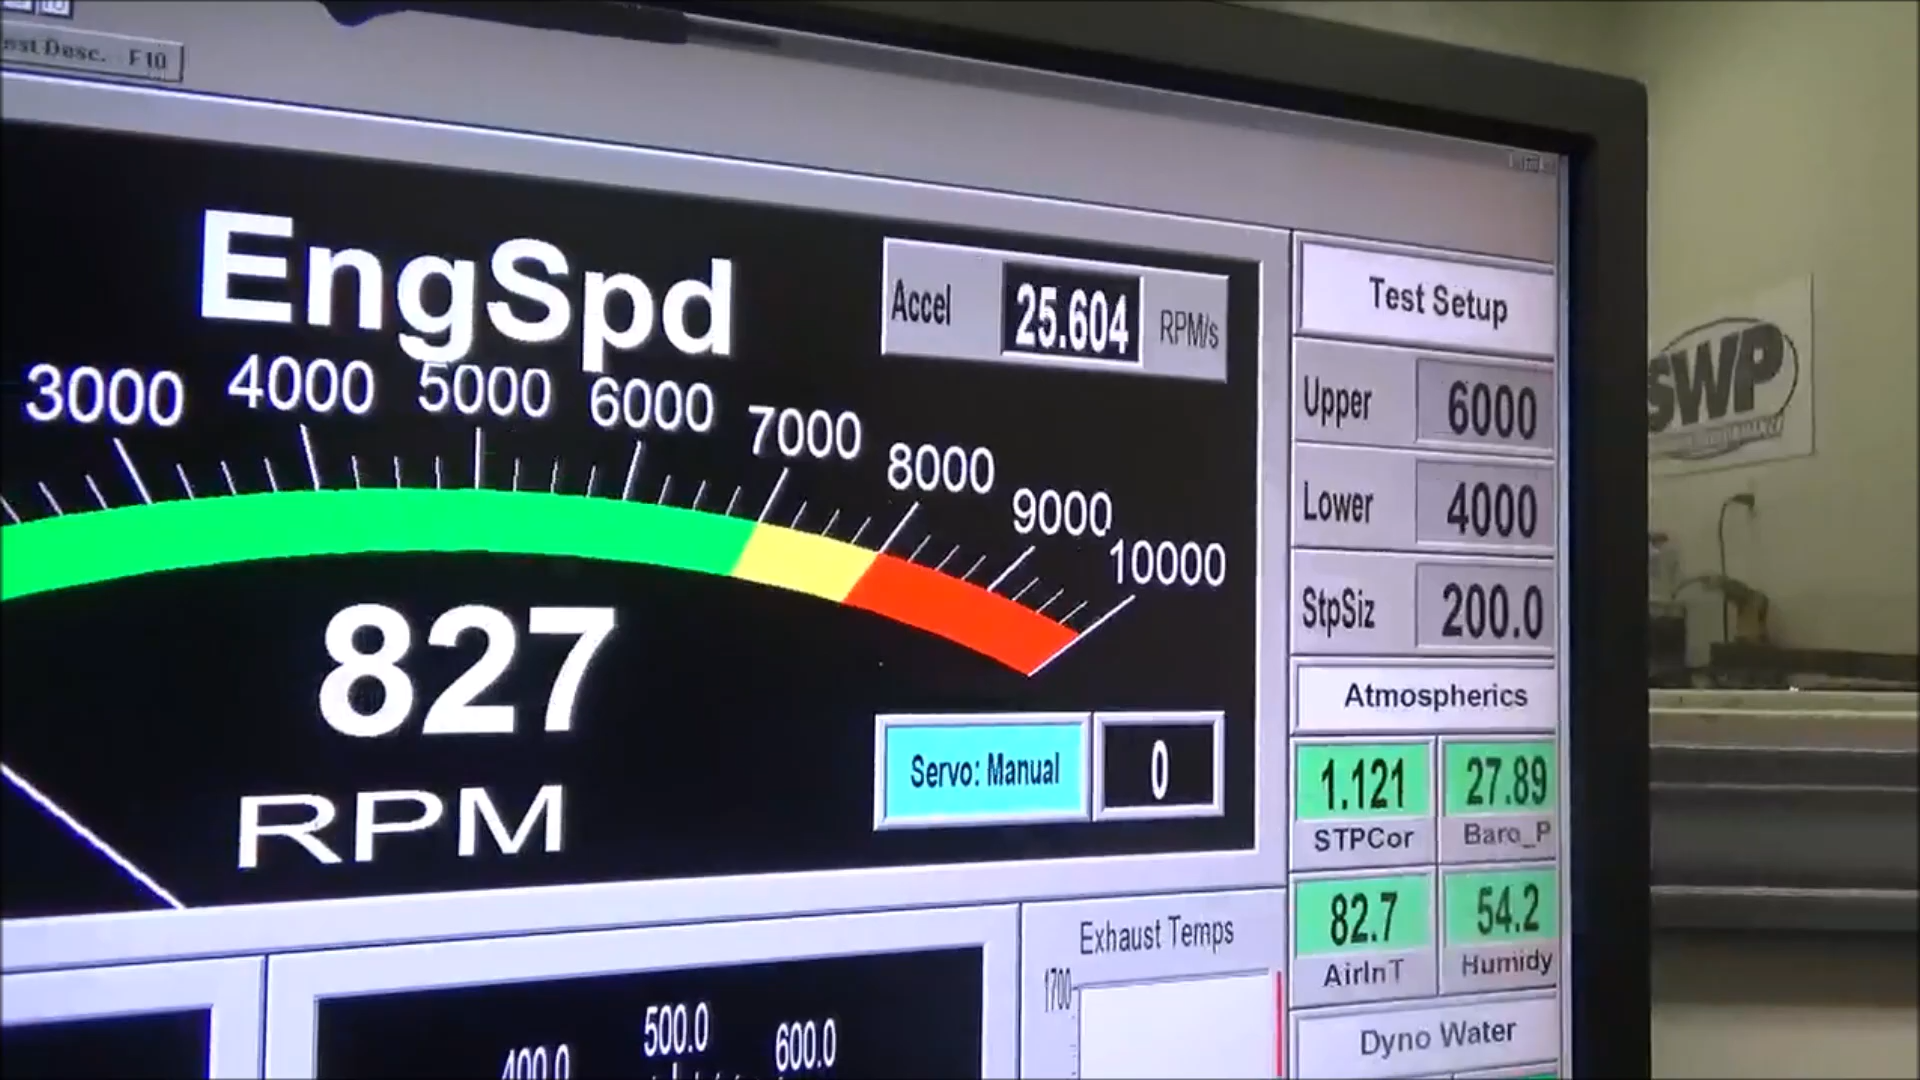 Desc. F10
EngSpd
Accel 25.604 RPM/s
3000 4000 5000 6000 7000 8000 9000 10000
827
RPM
Servo: Manual 0
Test Setup
Upper 6000
Lower 4000
StpSiz 200.0
Atmospherics
1.121 27.89
STPCor Baro_P
82.7 54.2
AirInT Humidy
Dyno Water
Exhaust Temps
1700
400.0 500.0 600.0
SWP